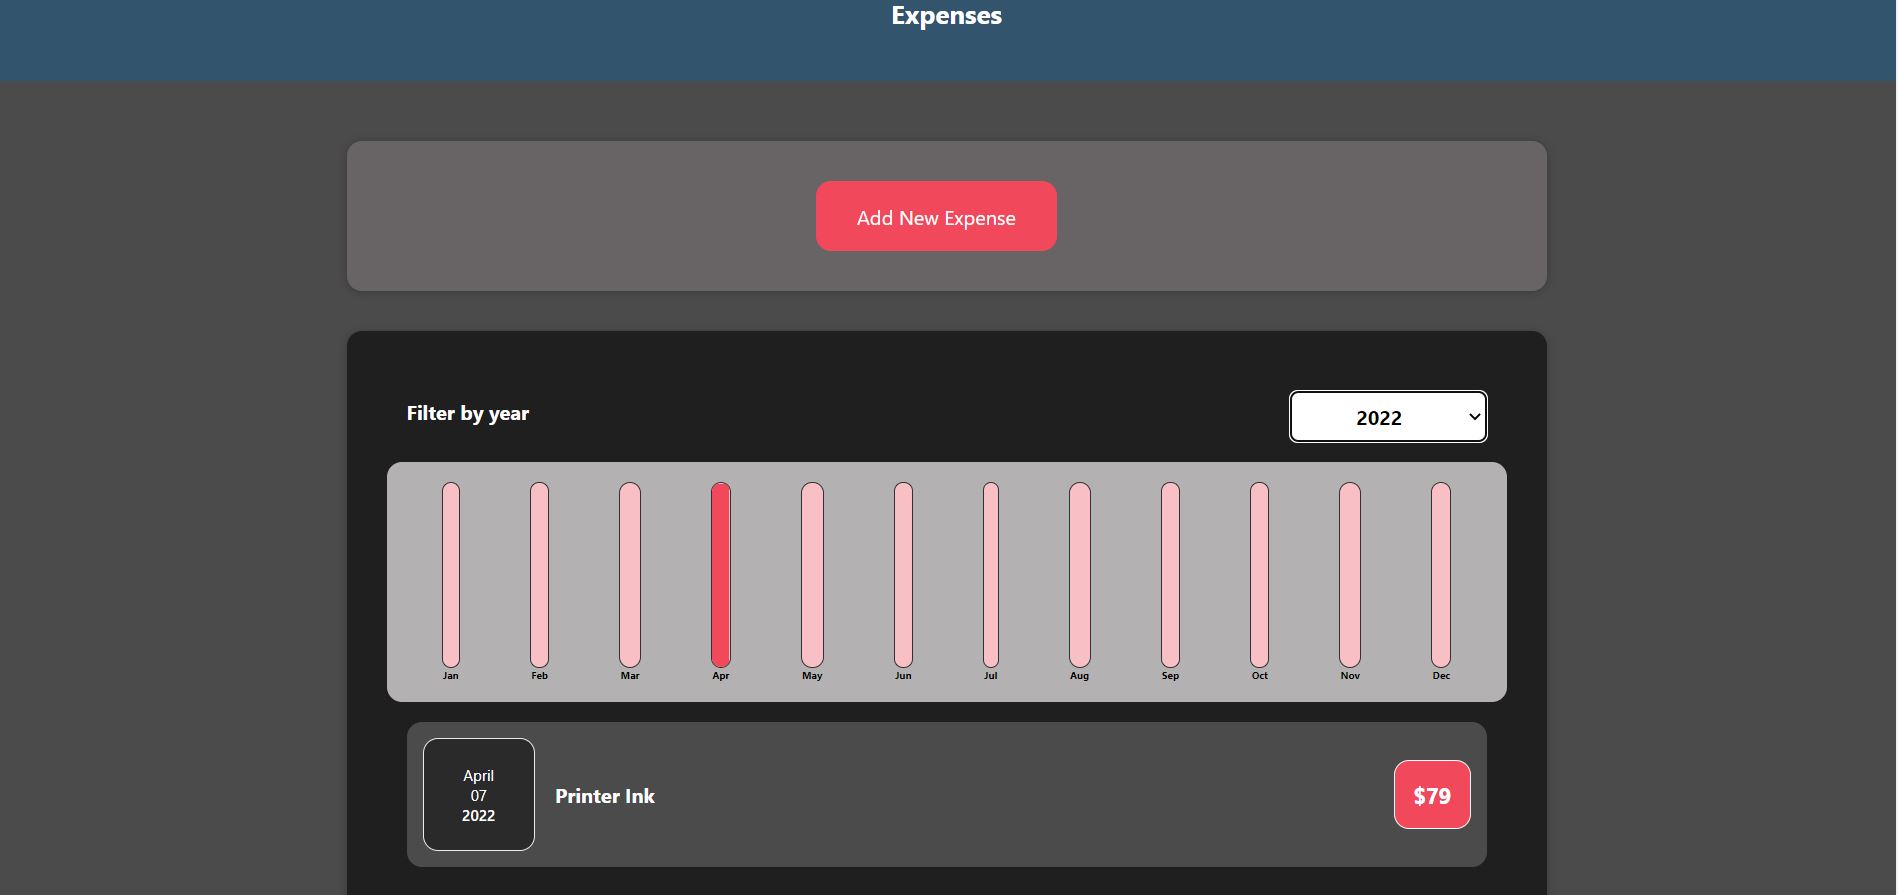 Expenses
Add New Expense
Filter by year
2022
Jan Feb Mar Apr May Jun Jul Aug Sep Oct Nov Dec
April
07
2022
Printer Ink
$79